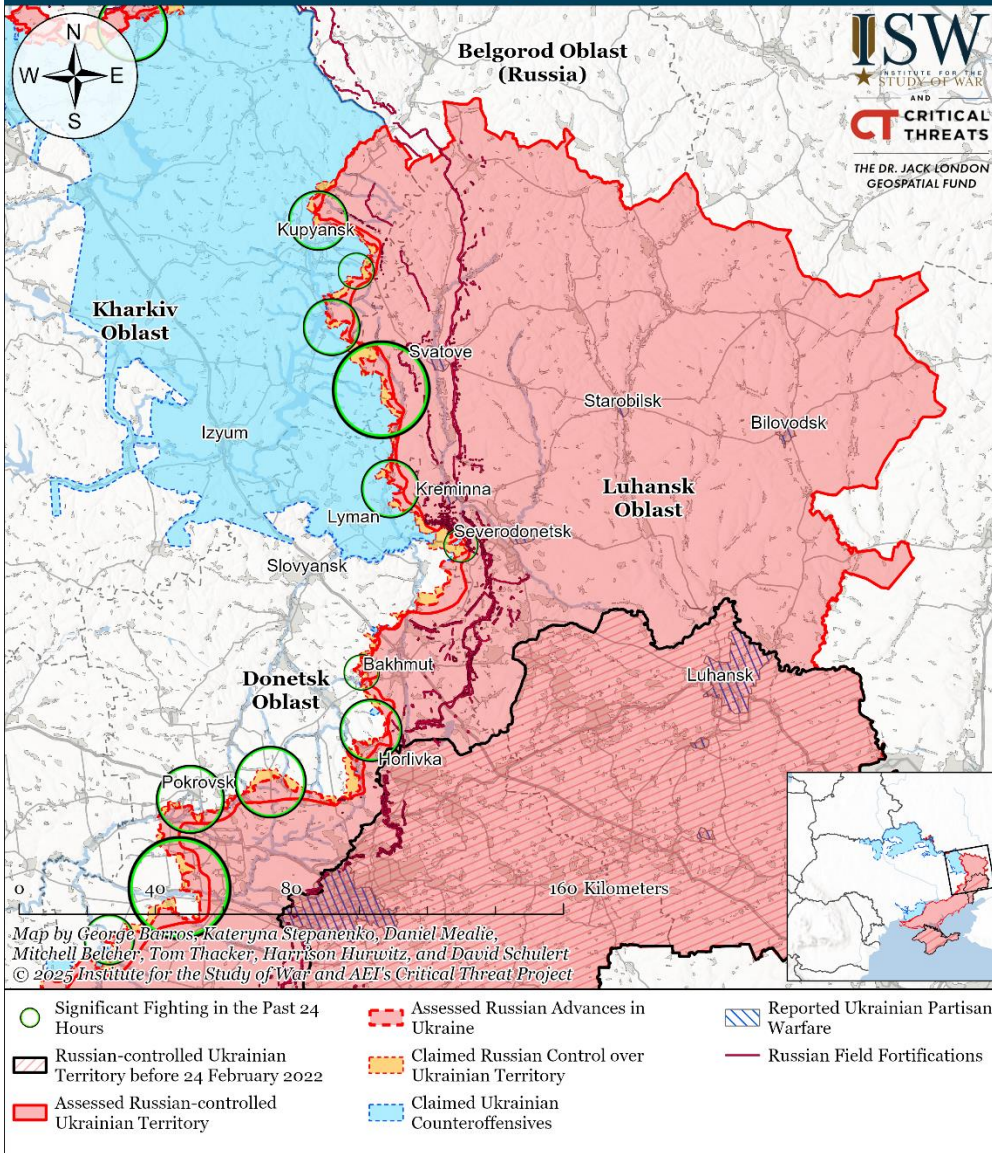 N
W E
S
Belgorod Oblast
(Russia)
ISW
INSTITUTE FOR THE
STUDY OF WAR
AND
CT CRITICAL
THREATS
THE DR. JACK LONDON
GEOSPATIAL FUND
Kupyansk
Kharkiv
Oblast
Svatove
Starobilsk
Bilovodsk
Izyum
Kreminna
Luhansk
Oblast
Lyman
Severodonetsk
Slovyansk
Bakhmut
Luhansk
Donetsk
Oblast
Horlivka
Pokrovsk
0 40 80 160 Kilometers
Map by George Barros, Kateryna Stepanenko, Daniel Mealie,
Mitchell Belcher, Tom Thacker, Harrison Hurwitz, and David Schulert
© 2025 Institute for the Study of War and AEI's Critical Threat Project
Significant Fighting in the Past 24
Hours
Russian-controlled Ukrainian
Territory before 24 February 2022
Assessed Russian-controlled
Ukrainian Territory
Assessed Russian Advances in
Ukraine
Claimed Russian Control over
Ukrainian Territory
Claimed Ukrainian
Counteroffensives
Reported Ukrainian Partisan
Warfare
Russian Field Fortifications